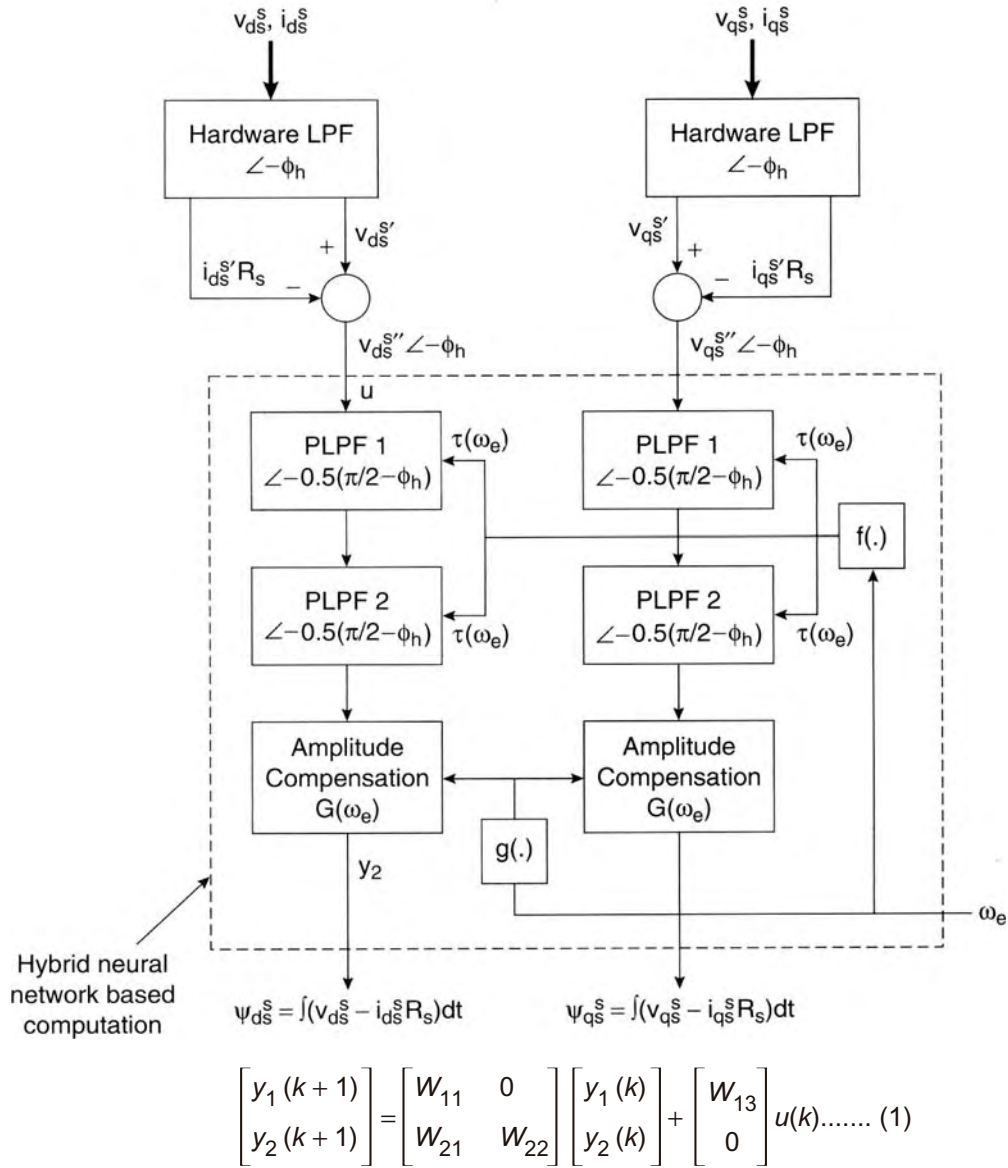 v_ds^s, i_ds^s
v_qs^s, i_qs^s
Hardware LPF
∠−ϕ_h
Hardware LPF
∠−ϕ_h
v_ds^s′
+
i_ds^s′R_s
−
v_qs^s′
+
−
i_qs^s′R_s
v_ds^s″∠−ϕ_h
v_qs^s″∠−ϕ_h
u
PLPF 1
∠−0.5(π/2−ϕ_h)
τ(ω_e)
PLPF 1
∠−0.5(π/2−ϕ_h)
τ(ω_e)
f(.)
PLPF 2
∠−0.5(π/2−ϕ_h)
τ(ω_e)
PLPF 2
∠−0.5(π/2−ϕ_h)
τ(ω_e)
Amplitude
Compensation
G(ω_e)
Amplitude
Compensation
G(ω_e)
g(.)
y_2
ω_e
Hybrid neural
network based
computation
ψ_ds^s = ∫(v_ds^s − i_ds^s R_s)dt
ψ_qs^s = ∫(v_qs^s − i_qs^s R_s)dt
[y_1 (k + 1)] = [W_11 0] [y_1 (k)] + [W_13] u(k)....... (1)
[y_2 (k + 1)] [W_21 W_22] [y_2 (k)] [0]